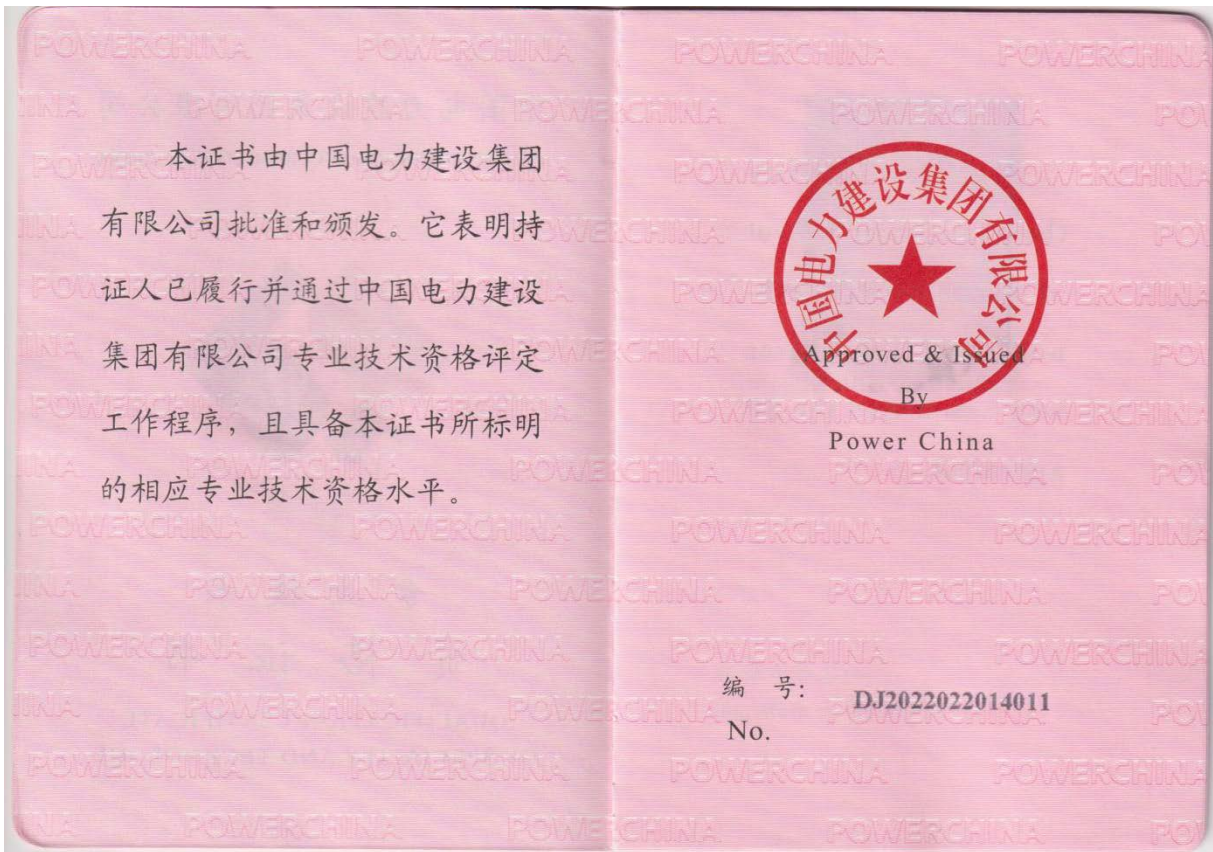 本证书由中国电力建设集团
有限公司批准和颁发。它表明持
证人已履行并通过中国电力建设
集团有限公司专业技术资格评定
工作程序，且具备本证书所标明
的相应专业技术资格水平。
中国电力建设集团有限公司
Approved & Issued
By
Power China
编 号:
DJ2022022014011
No.
POWERCHINA